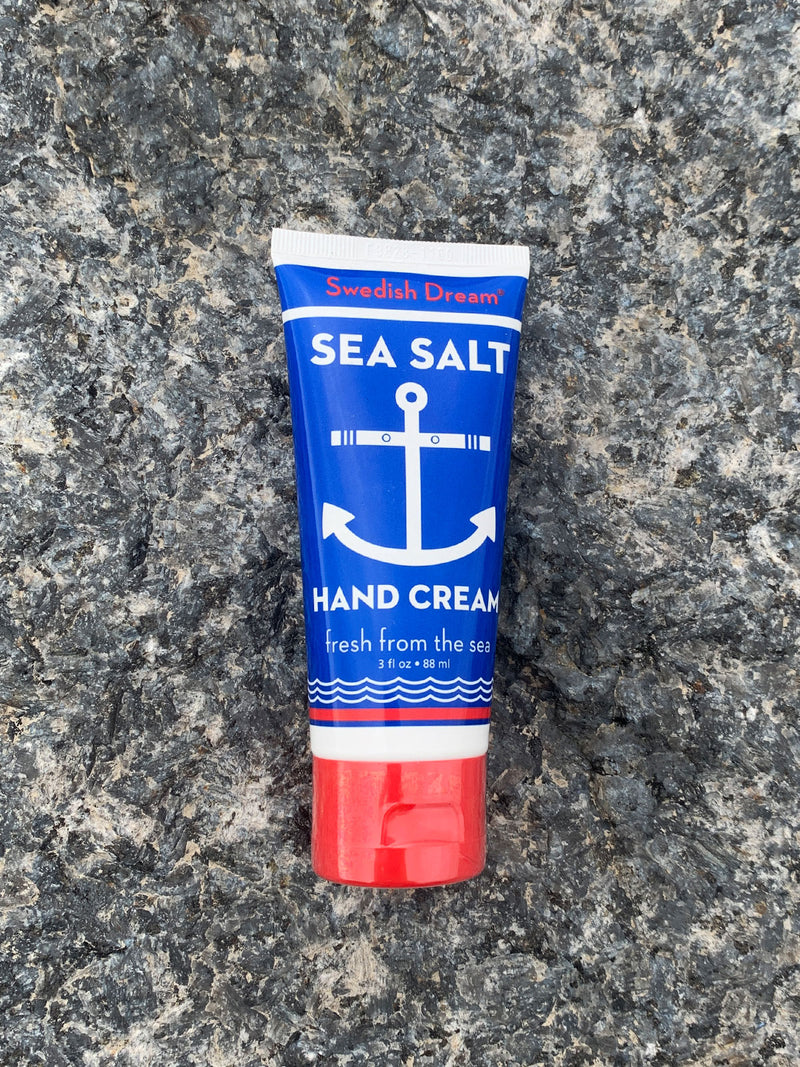 Swedish Dream®
SEA SALT
HAND CREAM
fresh from the sea
3 fl oz • 88 ml